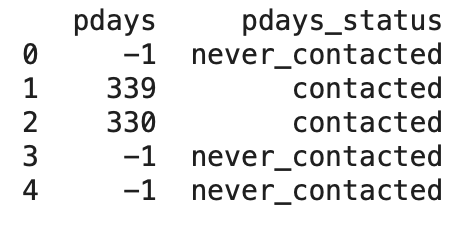 pdays pdays_status
0 -1 never_contacted
1 339 contacted
2 330 contacted
3 -1 never_contacted
4 -1 never_contacted